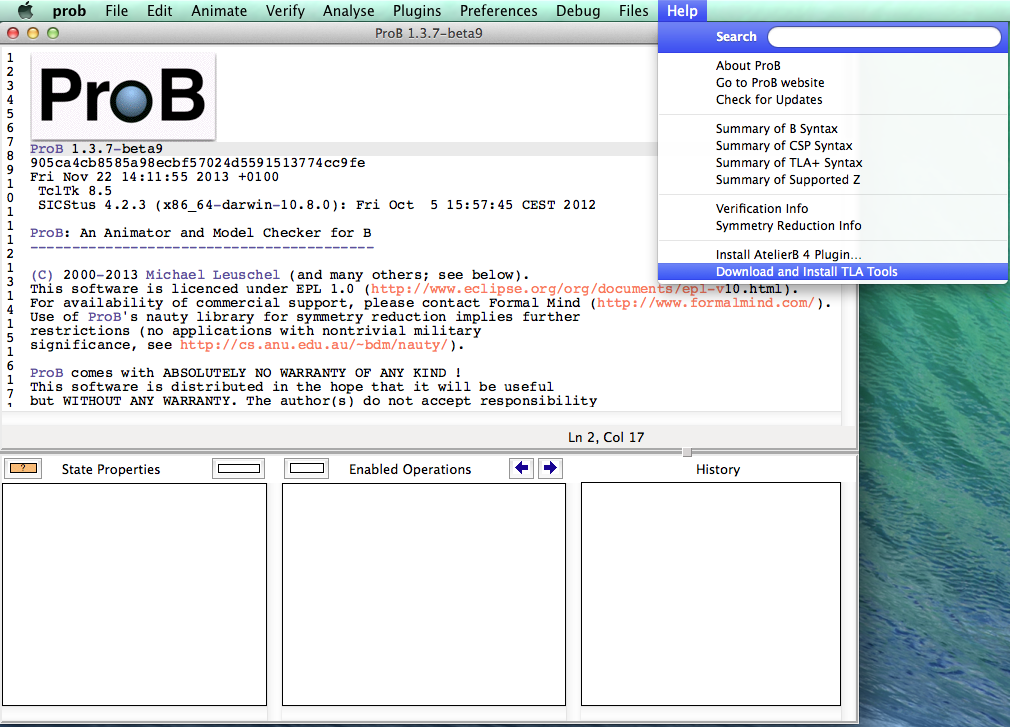 prob File Edit Animate Verify Analyse Plugins Preferences Debug Files Help
ProB 1.3.7-beta9
Search
About ProB
Go to ProB website
Check for Updates
Summary of B Syntax
Summary of CSP Syntax
Summary of TLA+ Syntax
Summary of Supported Z
Verification Info
Symmetry Reduction Info
Install AtelierB 4 Plugin...
Download and Install TLA Tools
1
2
3
4
5
6
7
8
9
1
0
1
1
1
2
1
3
1
4
1
5
1
6
1
7
ProB
ProB 1.3.7-beta9
905ca4cb8585a98ecbf57024d5591513774cc9fe
Fri Nov 22 14:11:55 2013 +0100
TclTk 8.5
SICStus 4.2.3 (x86_64-darwin-10.8.0): Fri Oct  5 15:57:45 CEST 2012
ProB: An Animator and Model Checker for B
-----------------------------------------
(C) 2000-2013 Michael Leuschel (and many others; see below).
This software is licenced under EPL 1.0 (http://www.eclipse.org/org/documents/epl-v10.html).
For availability of commercial support, please contact Formal Mind (http://www.formalmind.com/).
Use of ProB's nauty library for symmetry reduction implies further
restrictions (no applications with nontrivial military
significance, see http://cs.anu.edu.au/~bdm/nauty/).
ProB comes with ABSOLUTELY NO WARRANTY OF ANY KIND !
This software is distributed in the hope that it will be useful
but WITHOUT ANY WARRANTY. The author(s) do not accept responsibility
Ln 2, Col 17
? State Properties
Enabled Operations
History